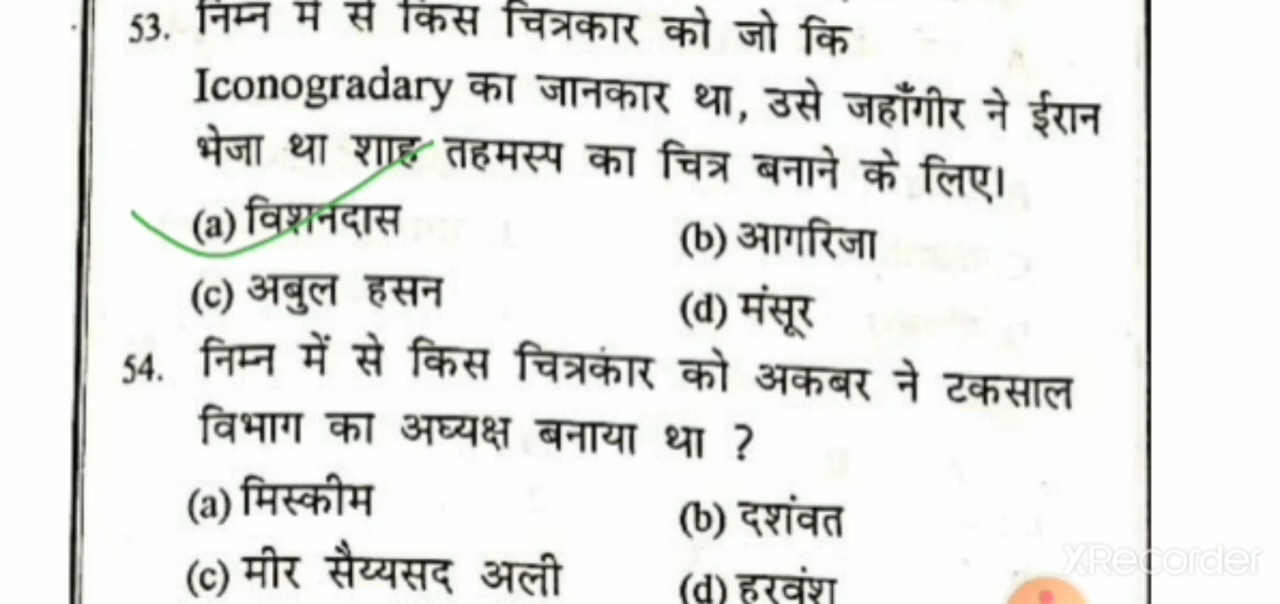 53. निम्न में से किस चित्रकार को जो कि
Iconogradary का जानकार था, उसे जहाँगीर ने ईरान
भेजा था शाह तहमस्प का चित्र बनाने के लिए।
(a) विशनदास (b) आगरिजा
(c) अबुल हसन (d) मंसूर
54. निम्न में से किस चित्रकार को अकबर ने टकसाल
विभाग का अघ्यक्ष बनाया था ?
(a) मिस्कीम (b) दशंवत
(c) मीर सैय्यसद अली (d) हरवंश
XRecorder